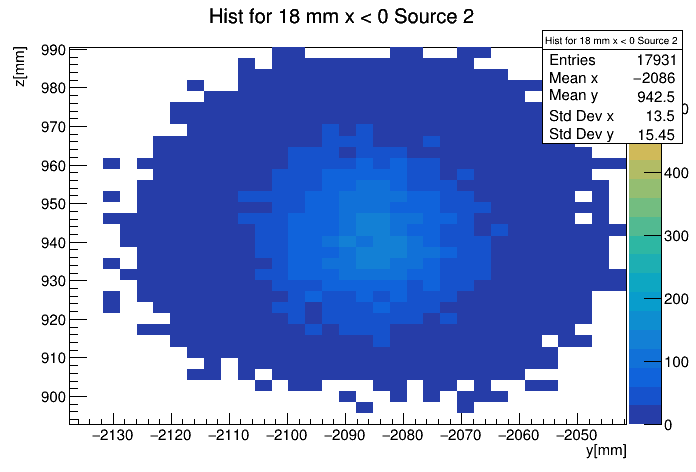 Hist for 18 mm x < 0 Source 2
Hist for 18 mm x < 0 Source 2
Entries 17931
Mean x −2086
Mean y 942.5
Std Dev x 13.5
Std Dev y 15.45
z[mm]
990
980
970
960
950
940
930
920
910
900
400
300
200
100
0
−2130 −2120 −2110 −2100 −2090 −2080 −2070 −2060 −2050
y[mm]